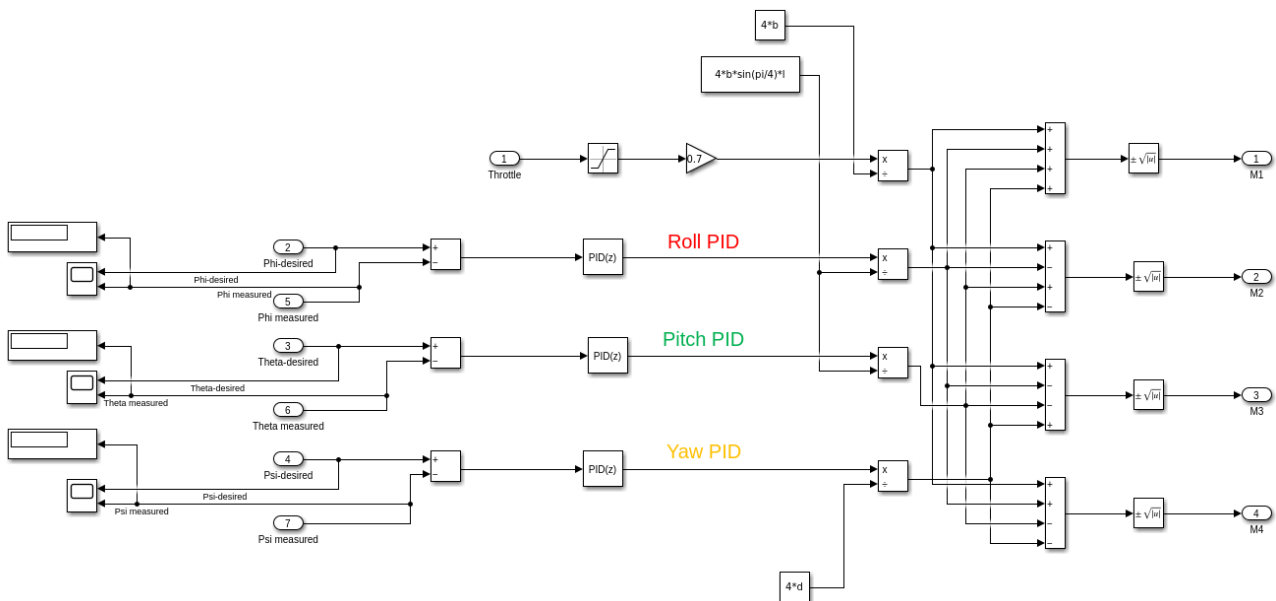 4*b
4*b*sin(pi/4)*l
1
Throttle
0.7
x
÷
+
+
+
+
± √|u|
1
M1
2
Phi-desired
+
−
PID(z)
Roll PID
x
÷
+
−
+
−
± √|u|
2
M2
Phi-desired
Phi measured
5
Phi measured
3
Theta-desired
+
−
PID(z)
Pitch PID
x
÷
+
−
−
+
± √|u|
3
M3
Theta-desired
Theta measured
6
Theta measured
4
Psi-desired
+
−
PID(z)
Yaw PID
x
÷
+
+
−
−
± √|u|
4
M4
Psi-desired
Psi measured
7
Psi measured
4*d